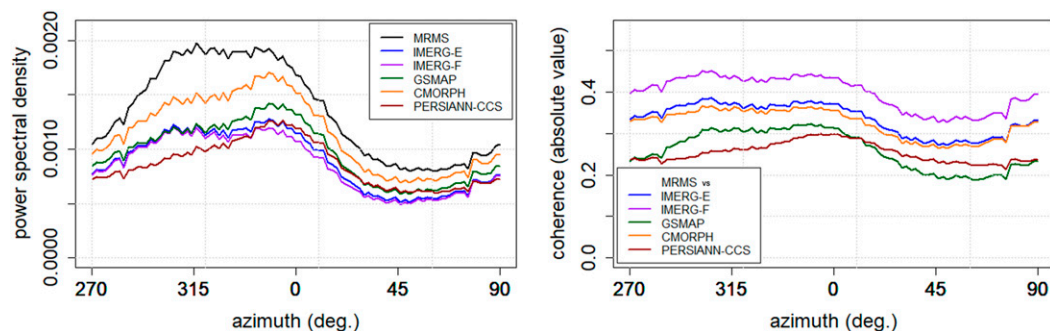 power spectral density
0.0020
0.0010
0.0000
MRMS
IMERG-E
IMERG-F
GSMAP
CMORPH
PERSIANN-CCS
270 315 0 45 90
azimuth (deg.)
coherence (absolute value)
0.4
0.2
0.0
MRMS vs
IMERG-E
IMERG-F
GSMAP
CMORPH
PERSIANN-CCS
270 315 0 45 90
azimuth (deg.)